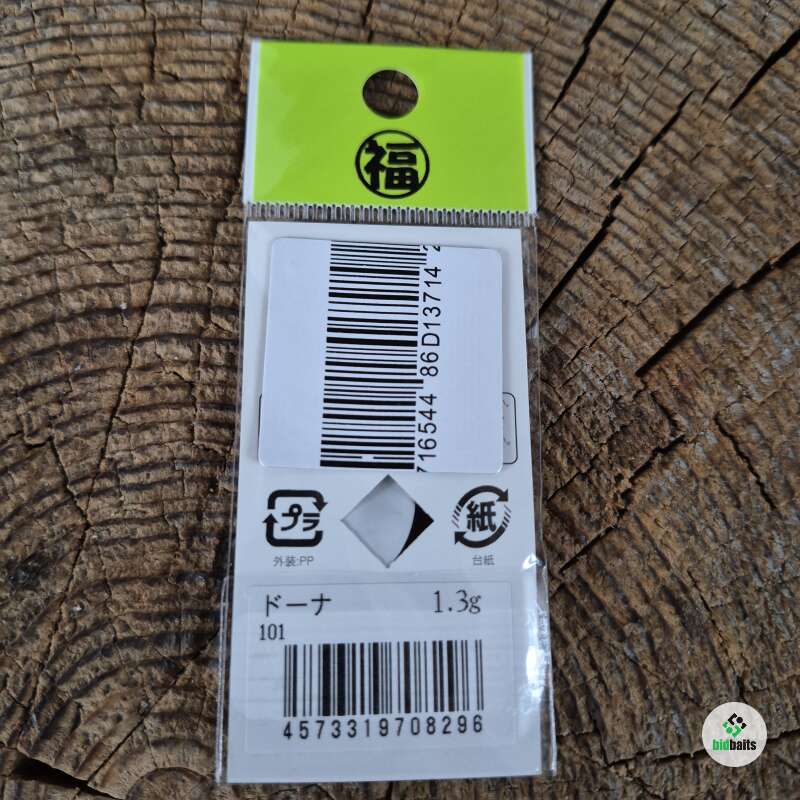 福
716544 86D13714 2
プラ
外装:PP
紙
台紙
ドーナ 1.3g
101
4573319708296
bidbaits